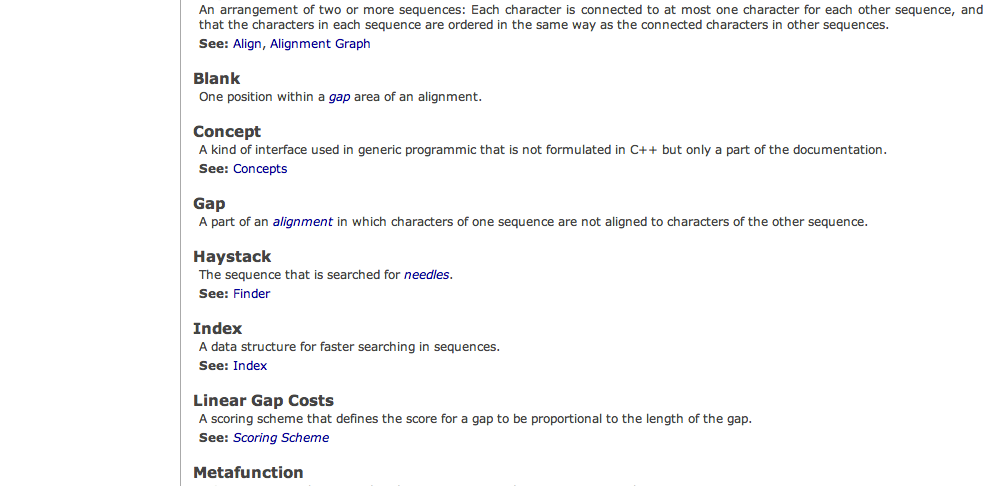 An arrangement of two or more sequences: Each character is connected to at most one character for each other sequence, and
that the characters in each sequence are ordered in the same way as the connected characters in other sequences.
See: Align, Alignment Graph
Blank
One position within a gap area of an alignment.
Concept
A kind of interface used in generic programmic that is not formulated in C++ but only a part of the documentation.
See: Concepts
Gap
A part of an alignment in which characters of one sequence are not aligned to characters of the other sequence.
Haystack
The sequence that is searched for needles.
See: Finder
Index
A data structure for faster searching in sequences.
See: Index
Linear Gap Costs
A scoring scheme that defines the score for a gap to be proportional to the length of the gap.
See: Scoring Scheme
Metafunction